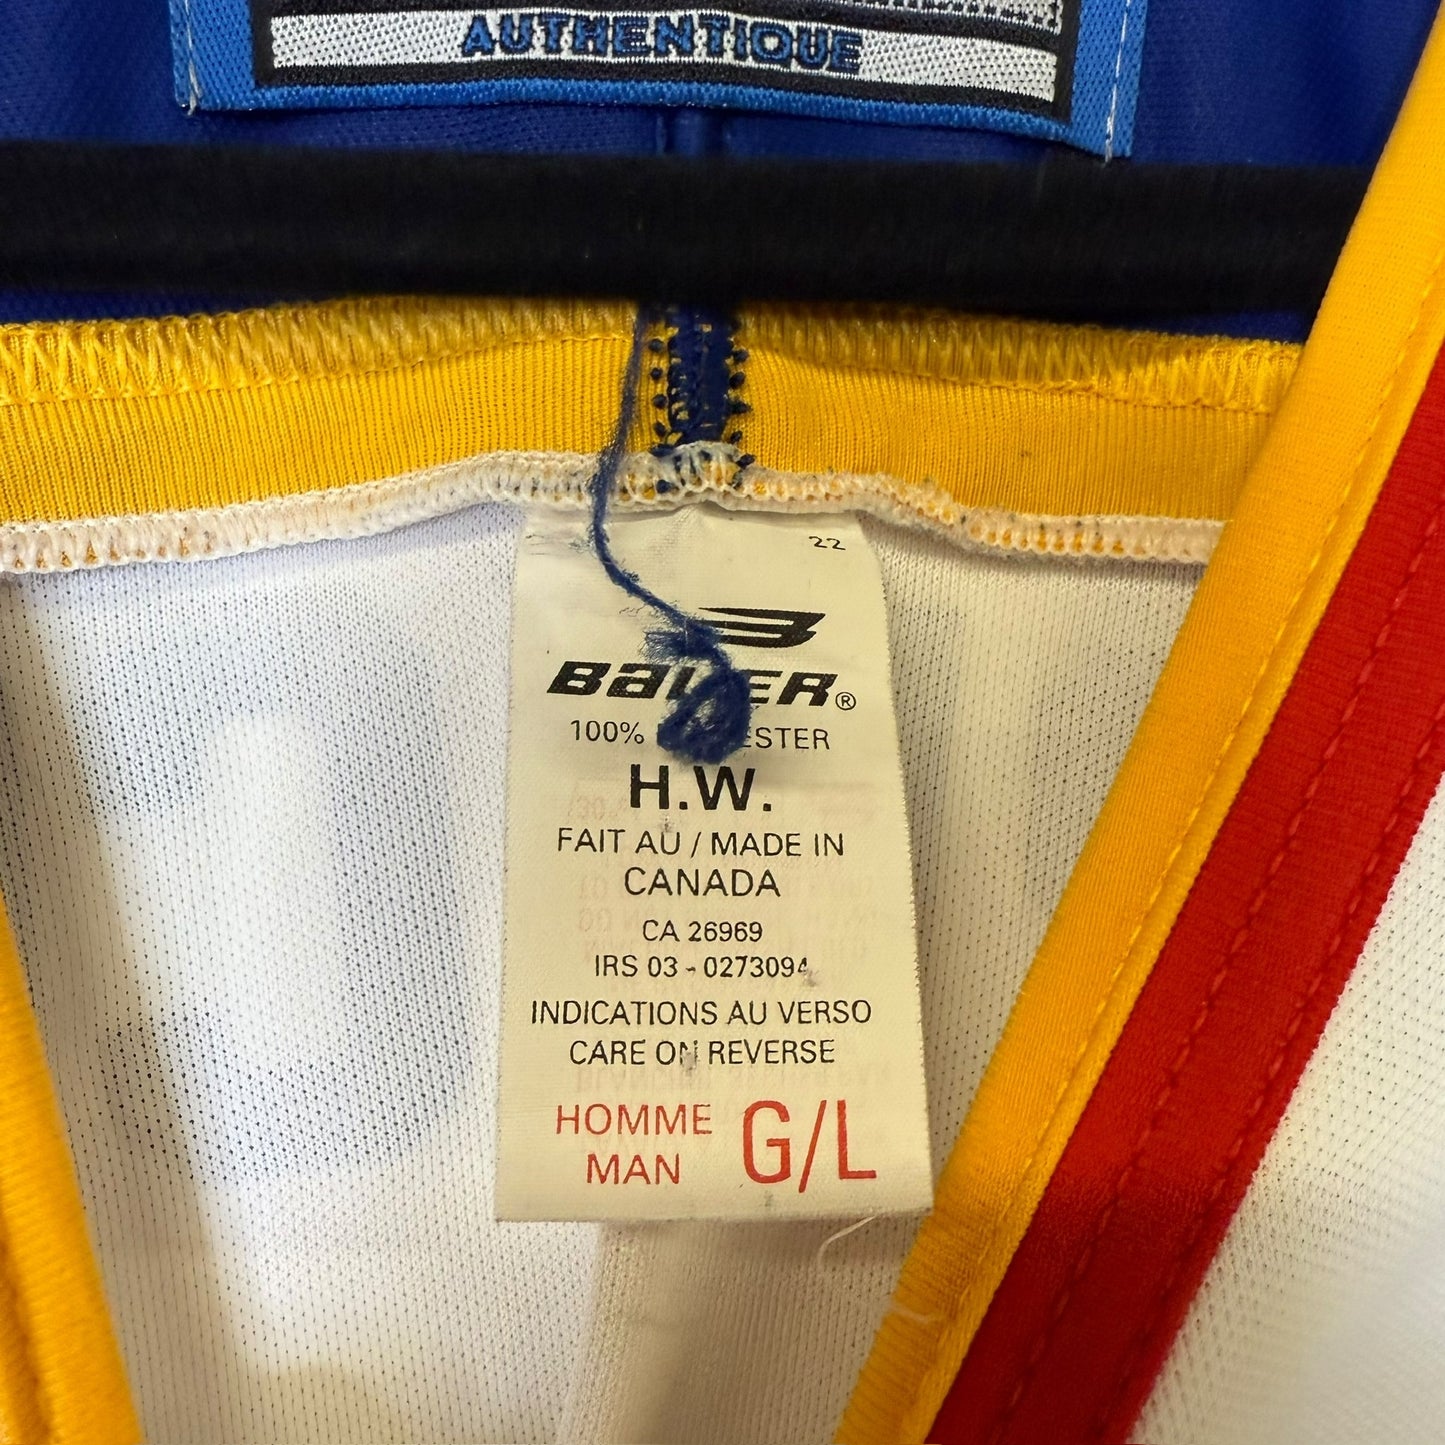 AUTHENTIQUE
22
BAUER®
100% POLYESTER
H.W.
FAIT AU / MADE IN
CANADA
CA 26969
IRS 03 - 0273094
INDICATIONS AU VERSO
CARE ON REVERSE
HOMME
MAN
G/L